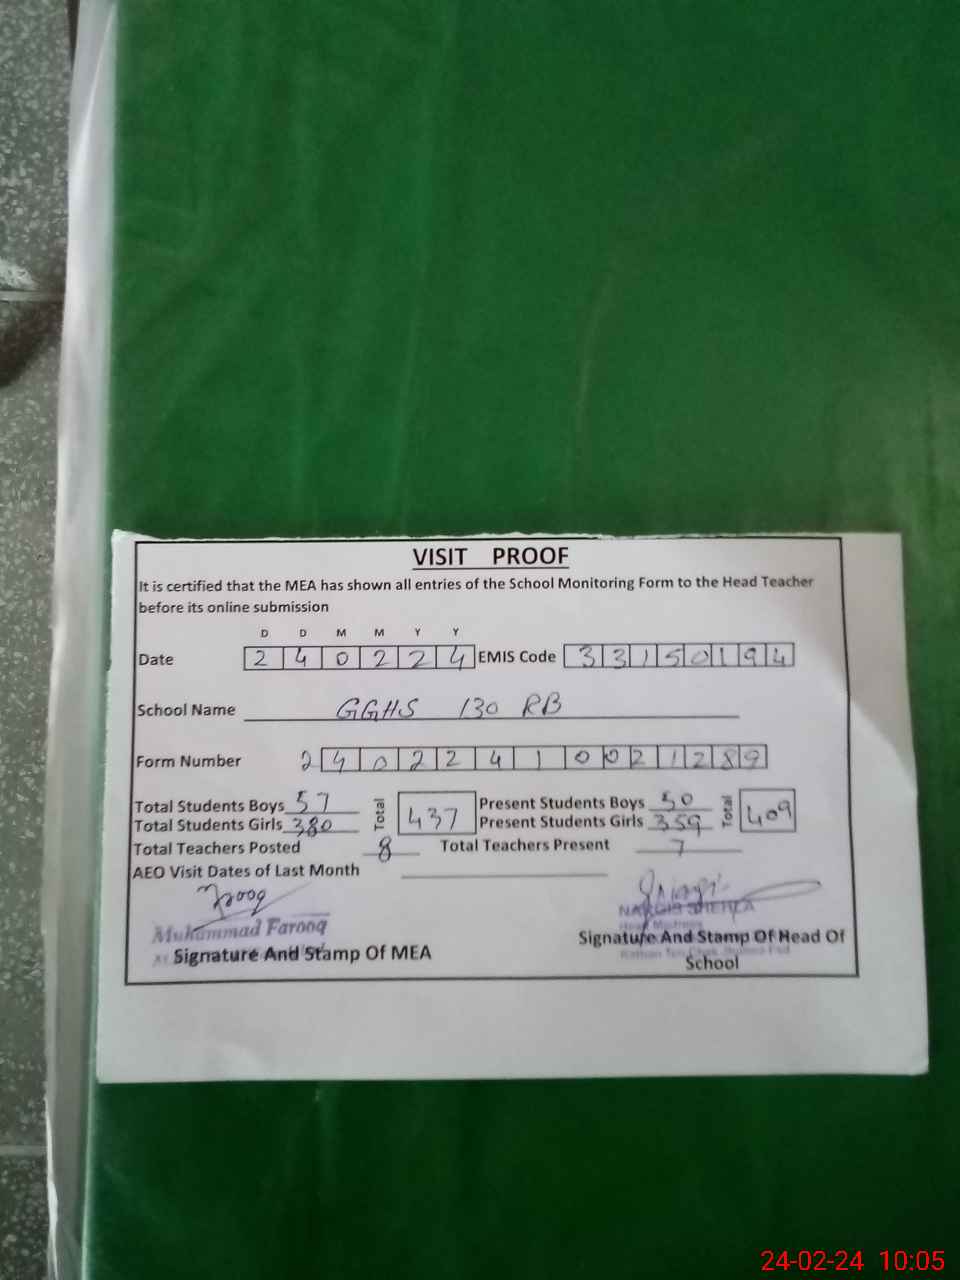 VISIT PROOF
It is certified that the MEA has shown all entries of the School Monitoring Form to the Head Teacher
before its online submission
D D M M Y Y
Date 2 4 0 2 2 4 EMIS Code 3 3 1 5 0 1 9 4
School Name GGHS 130 RB
Form Number 2 4 0 2 2 4 1 0 0 2 1 2 8 9
Total Students Boys 57 Total 437 Present Students Boys 50 Total 409
Total Students Girls 380 Present Students Girls 359
Total Teachers Posted 8 Total Teachers Present 7
AEO Visit Dates of Last Month
Farooq
Muhammad Farooq
NARGIS
Signature And Stamp Of MEA Signature And Stamp Of Head Of
School
24-02-24 10:05